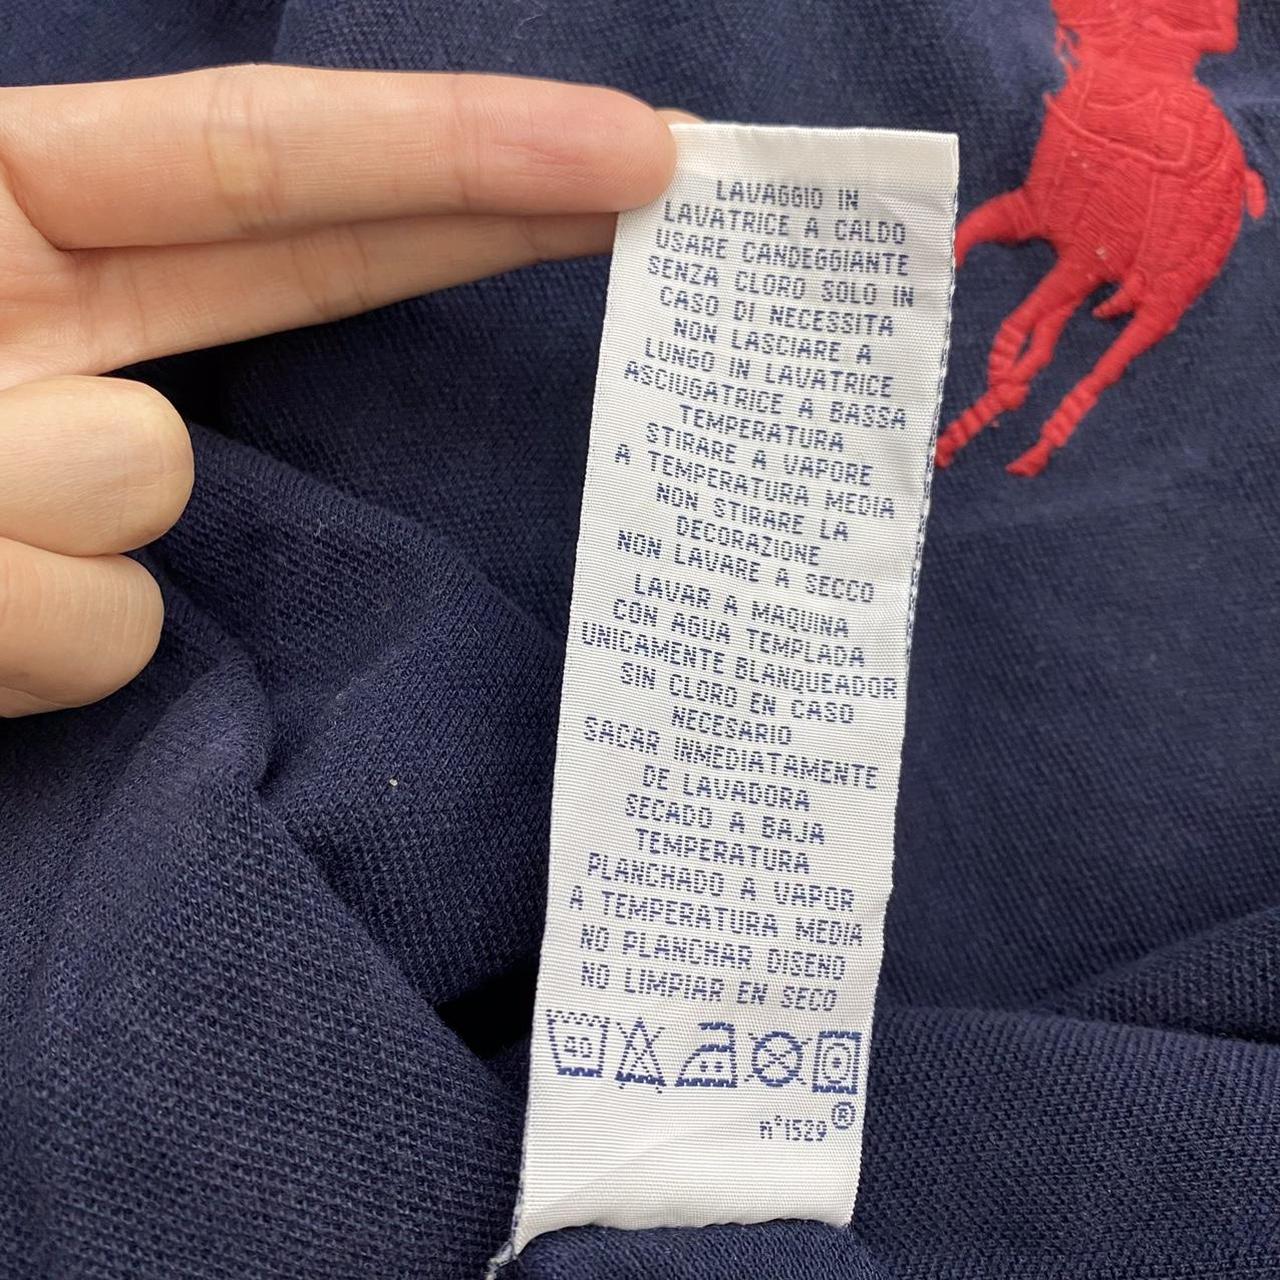 LAVAGGIO IN
LAVATRICE A CALDO
USARE CANDEGGIANTE
SENZA CLORO SOLO IN
CASO DI NECESSITA
NON LASCIARE A
LUNGO IN LAVATRICE
ASCIUGATRICE A BASSA
TEMPERATURA
STIRARE A VAPORE
A TEMPERATURA MEDIA
NON STIRARE LA
DECORAZIONE
NON LAVARE A SECCO
LAVAR A MAQUINA
CON AGUA TEMPLADA
UNICAMENTE BLANQUEADOR
SIN CLORO EN CASO
NECESARIO
SACAR INMEDIATAMENTE
DE LAVADORA
SECADO A BAJA
TEMPERATURA
PLANCHADO A VAPOR
A TEMPERATURA MEDIA
NO PLANCHAR DISENO
NO LIMPIAR EN SECO
40
n°1529 ®